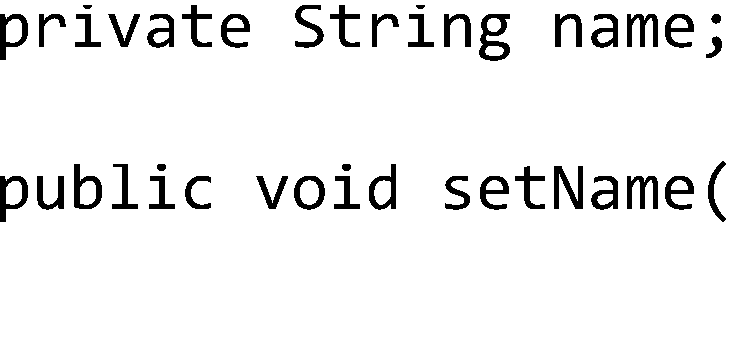 private String name;
public void setName(